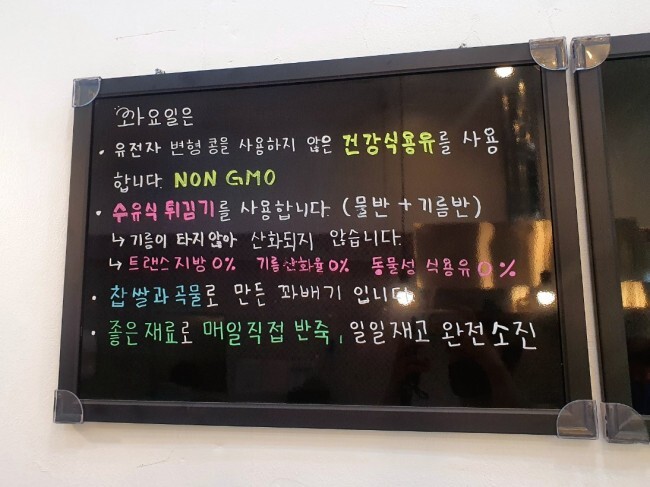 꽈요일은
• 유전자 변형 콩을 사용하지 않은 건강식용유를 사용
합니다. NON GMO
• 수유식 튀김기를 사용합니다. (물반 + 기름반)
↳ 기름이 타지않아 산화되지 않습니다.
↳ 트랜스지방 0% 기름산화율 0% 동물성 식용유 0%
• 찹쌀과 곡물로 만든 꽈배기 입니다.
• 좋은재료로 매일직접 반죽, 일일재고 완전소진